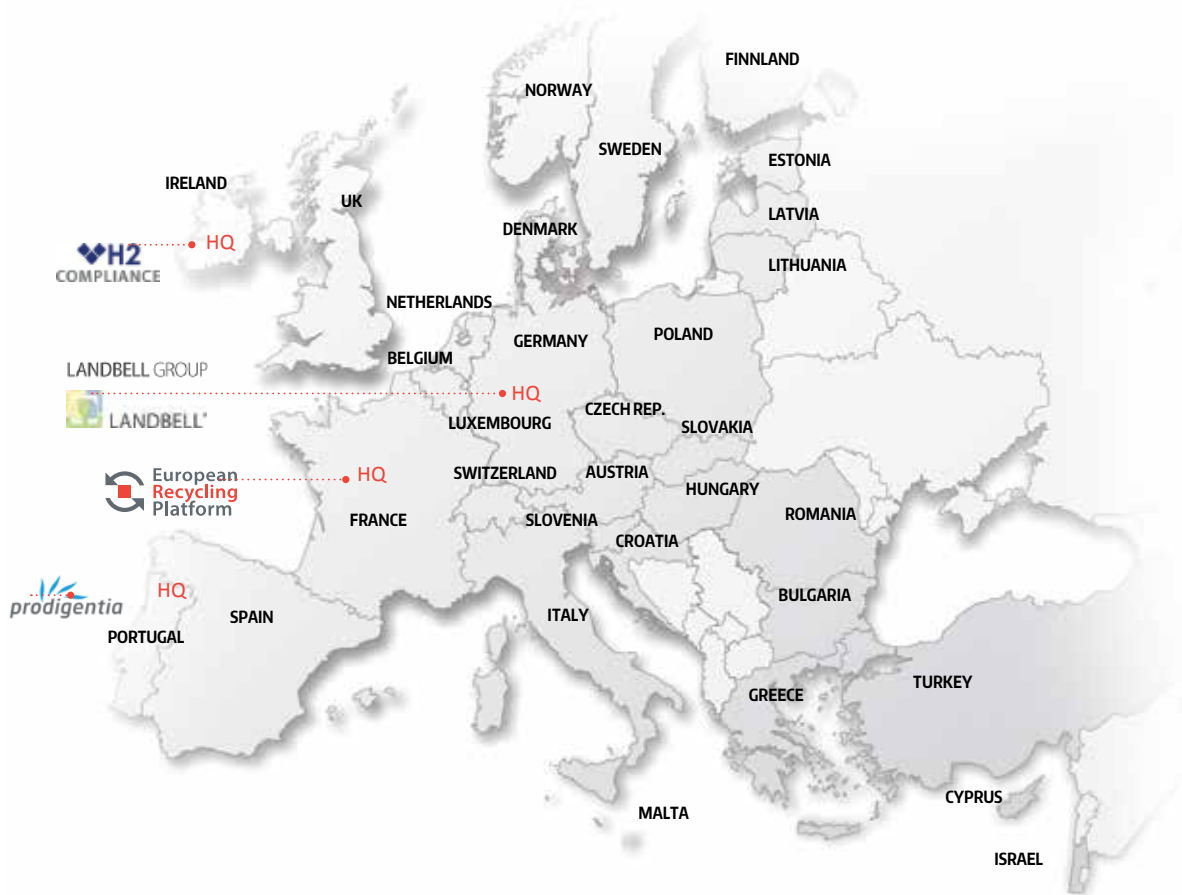 FINNLAND
NORWAY
SWEDEN
ESTONIA
IRELAND
UK
LATVIA
DENMARK
HQ
H2
COMPLIANCE
LITHUANIA
NETHERLANDS
GERMANY
POLAND
BELGIUM
LANDBELL GROUP
HQ
LANDBELL®
CZECH REP.
LUXEMBOURG
SLOVAKIA
SWITZERLAND
AUSTRIA
HQ
European
Recycling
Platform
HUNGARY
FRANCE
SLOVENIA
ROMANIA
CROATIA
HQ
prodigentia
BULGARIA
SPAIN
ITALY
PORTUGAL
TURKEY
GREECE
CYPRUS
MALTA
ISRAEL